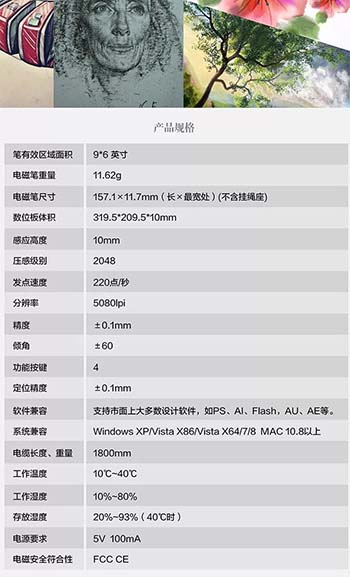 产品规格
笔有效区域面积 9*6 英寸
电磁笔重量 11.62g
电磁笔尺寸 157.1×11.7mm（长×最宽处）(不含挂绳座)
数位板体积 319.5*209.5*10mm
感应高度 10mm
压感级别 2048
发点速度 220点/秒
分辨率 5080lpi
精度 ±0.1mm
倾角 ±60
功能按键 4
定位精度 ±0.1mm
软件兼容 支持市面上大多数设计软件，如PS、AI、Flash，AU、AE等。
系统兼容 Windows XP/Vista X86/Vista X64/7/8 MAC 10.8以上
电缆长度、重量 1800mm
工作温度 10℃~40℃
工作湿度 10%~80%
存放湿度 20%~93%（40℃时）
电源要求 5V 100mA
电磁安全符合性 FCC CE